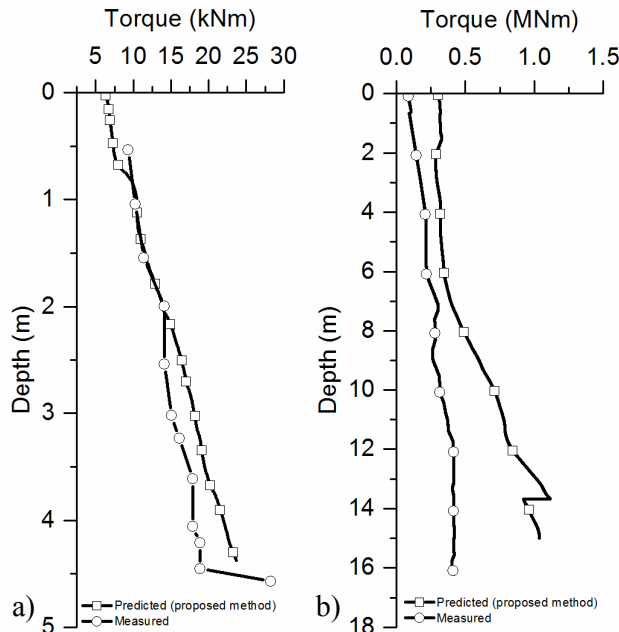 Torque (kNm)
5 10 15 20 25 30
0
1
2
3
4
5
Depth (m)
Predicted (proposed method)
Measured
a)
Torque (MNm)
0.0 0.5 1.0 1.5
0
2
4
6
8
10
12
14
16
18
Depth (m)
Predicted (proposed method)
Measured
b)